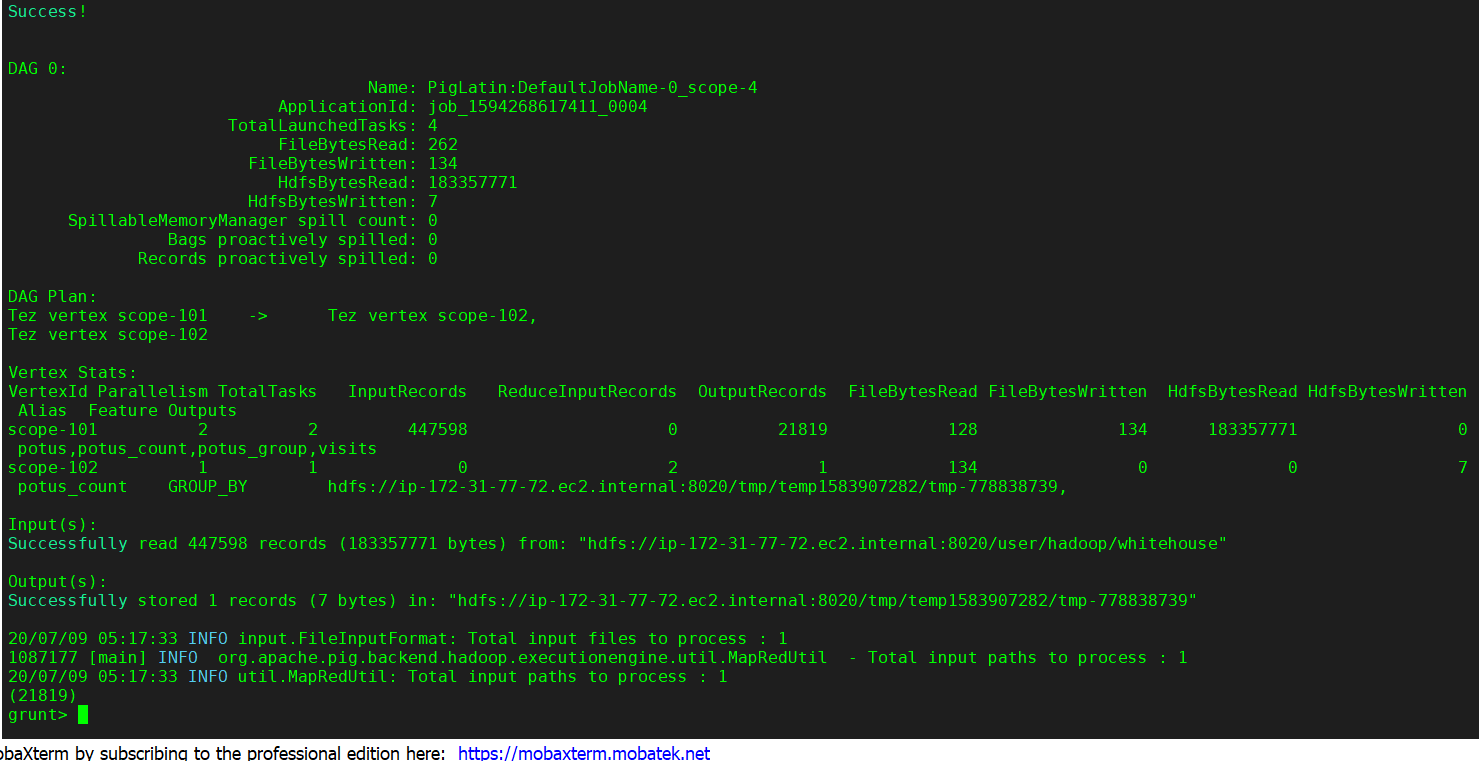 Success!
DAG 0:
Name: PigLatin:DefaultJobName-0_scope-4
ApplicationId: job_1594268617411_0004
TotalLaunchedTasks: 4
FileBytesRead: 262
FileBytesWritten: 134
HdfsBytesRead: 183357771
HdfsBytesWritten: 7
SpillableMemoryManager spill count: 0
Bags proactively spilled: 0
Records proactively spilled: 0
DAG Plan:
Tez vertex scope-101    ->      Tez vertex scope-102,
Tez vertex scope-102
Vertex Stats:
VertexId Parallelism TotalTasks   InputRecords   ReduceInputRecords  OutputRecords  FileBytesRead FileBytesWritten  HdfsBytesRead HdfsBytesWritten
Alias  Feature Outputs
scope-101          2          2         447598                    0          21819            128              134      183357771                0
potus,potus_count,potus_group,visits
scope-102          1          1              0                    2              1            134                0              0                7
potus_count    GROUP_BY        hdfs://ip-172-31-77-72.ec2.internal:8020/tmp/temp1583907282/tmp-778838739,
Input(s):
Successfully read 447598 records (183357771 bytes) from: "hdfs://ip-172-31-77-72.ec2.internal:8020/user/hadoop/whitehouse"
Output(s):
Successfully stored 1 records (7 bytes) in: "hdfs://ip-172-31-77-72.ec2.internal:8020/tmp/temp1583907282/tmp-778838739"
20/07/09 05:17:33 INFO input.FileInputFormat: Total input files to process : 1
1087177 [main] INFO  org.apache.pig.backend.hadoop.executionengine.util.MapRedUtil  - Total input paths to process : 1
20/07/09 05:17:33 INFO util.MapRedUtil: Total input paths to process : 1
(21819)
grunt>
obaXterm by subscribing to the professional edition here:  https://mobaxterm.mobatek.net